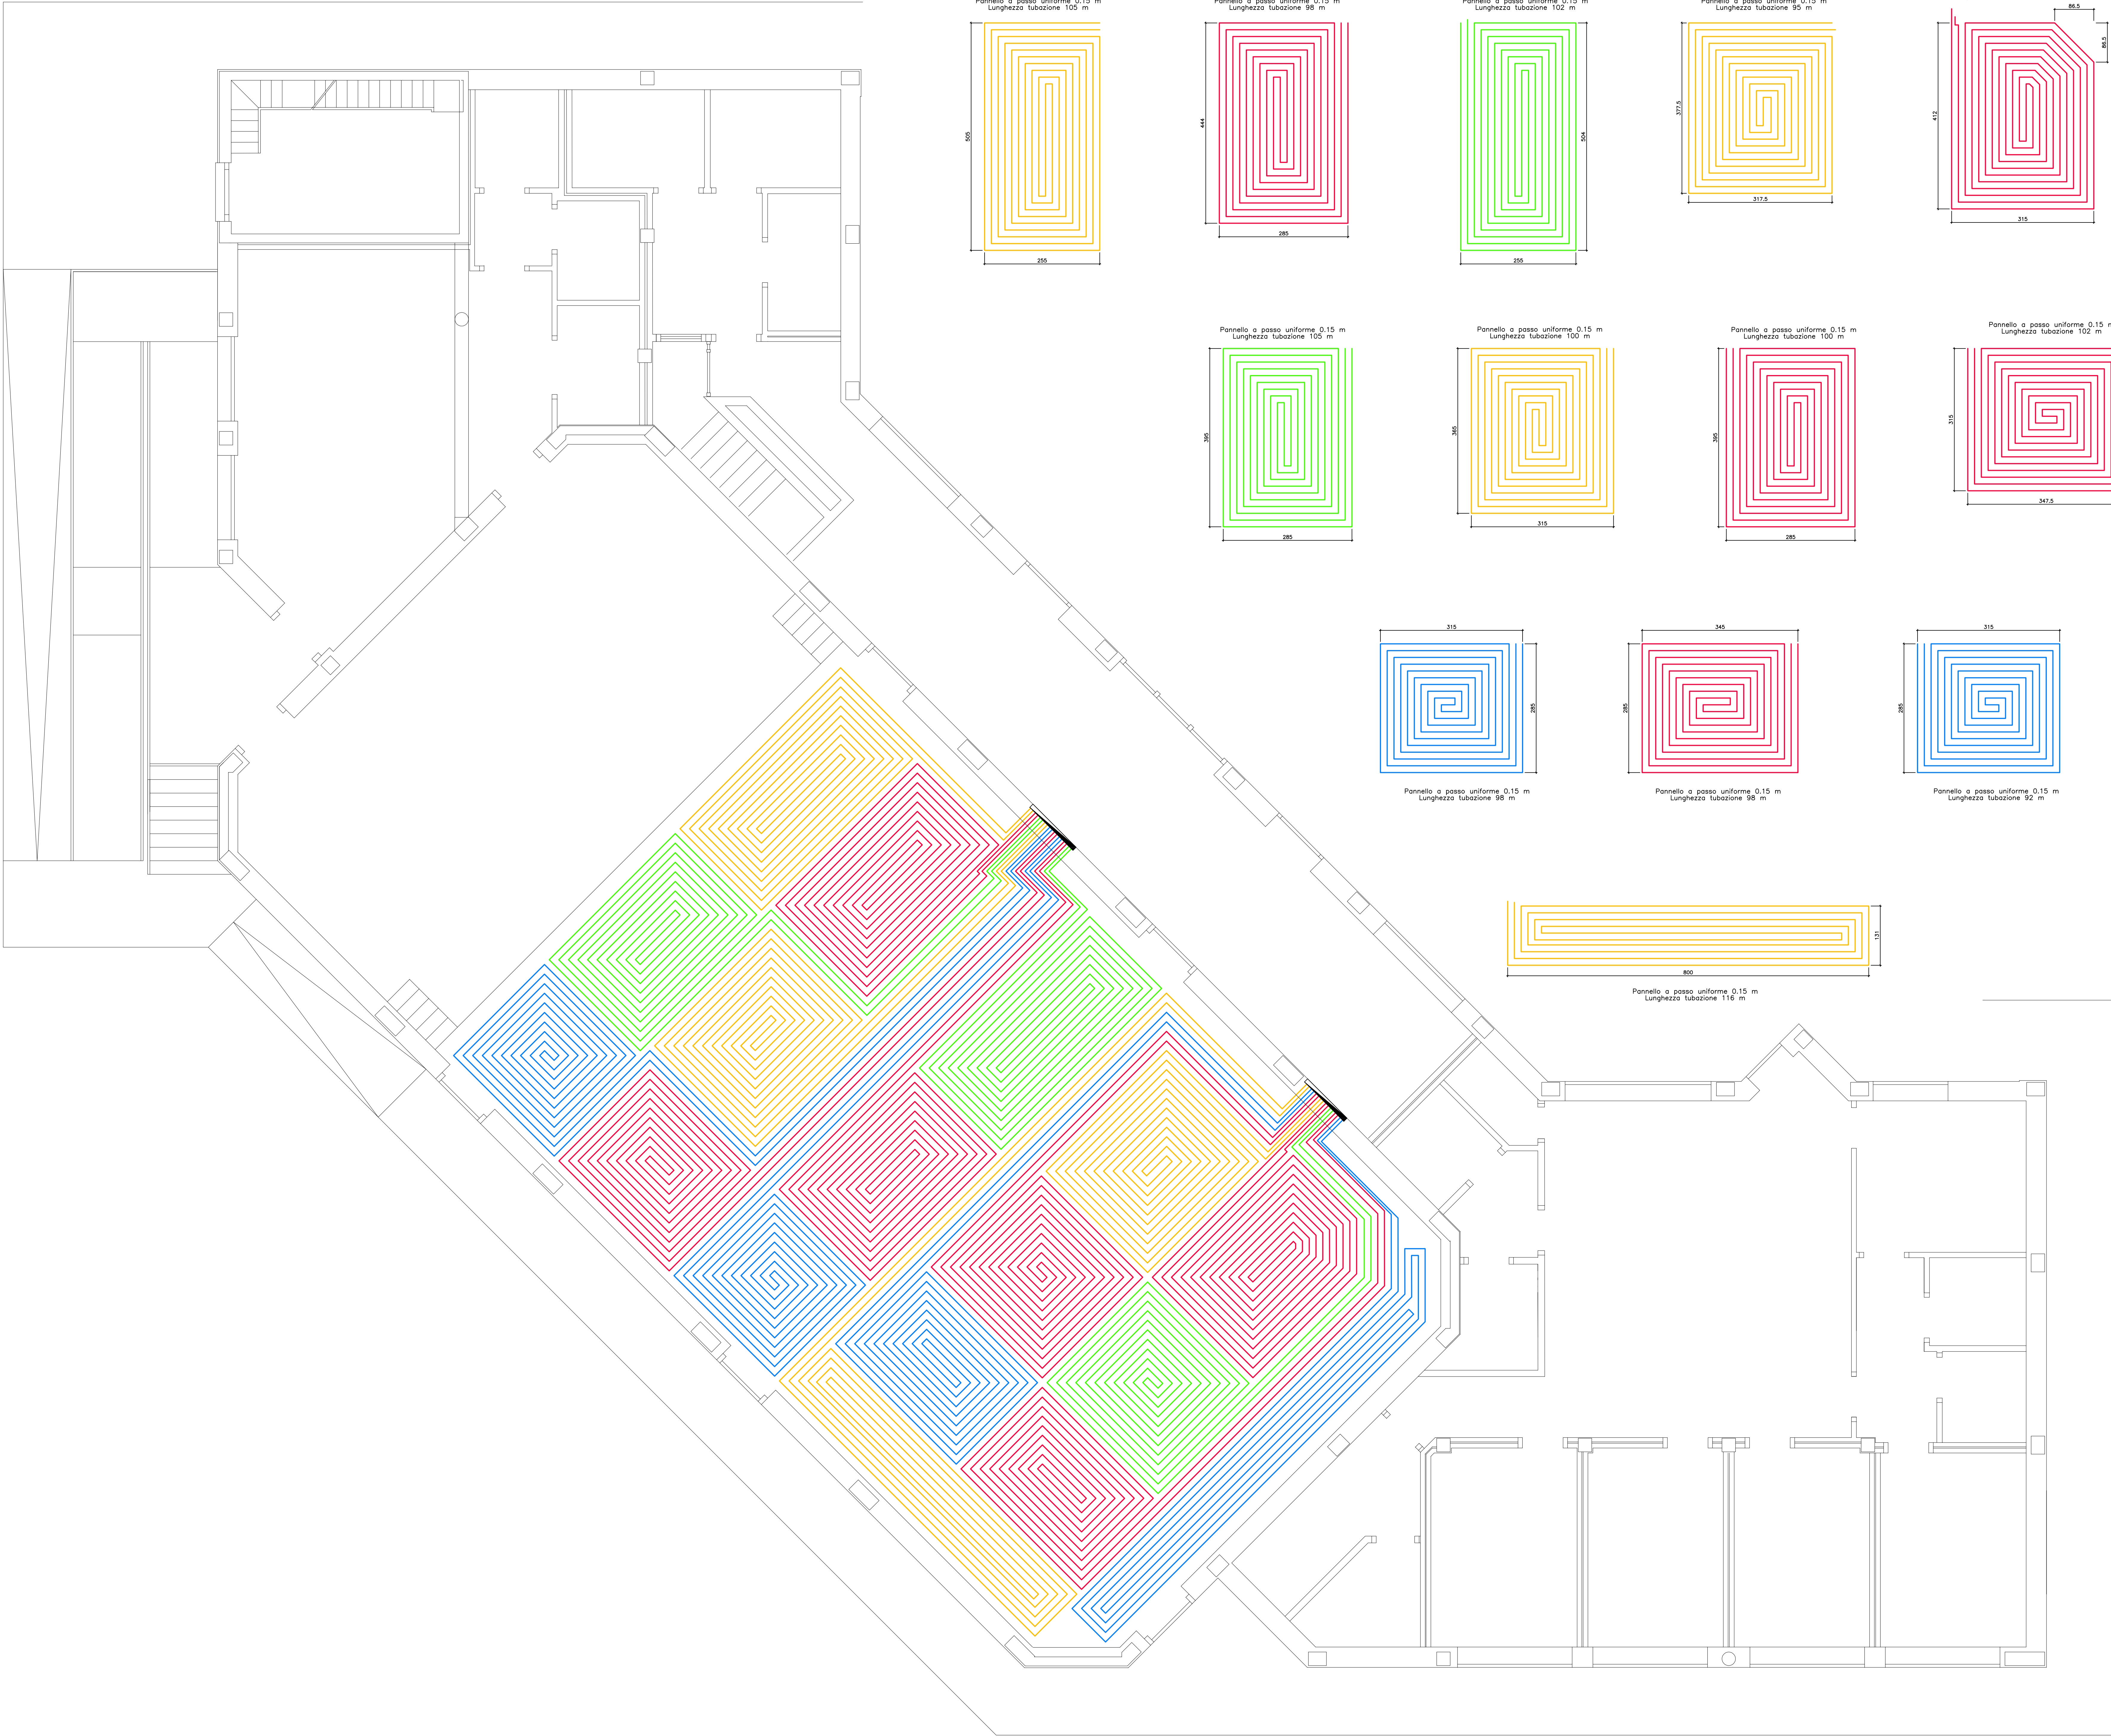 Pannello a passo uniforme 0.15 m
Lunghezza tubazione 105 m
505
255
Pannello a passo uniforme 0.15 m
Lunghezza tubazione 98 m
444
285
Pannello a passo uniforme 0.15 m
Lunghezza tubazione 102 m
504
255
Pannello a passo uniforme 0.15 m
Lunghezza tubazione 95 m
377.5
317.5
86.5
86.5
412
315
Pannello a passo uniforme 0.15 m
Lunghezza tubazione 105 m
395
285
Pannello a passo uniforme 0.15 m
Lunghezza tubazione 100 m
365
315
Pannello a passo uniforme 0.15 m
Lunghezza tubazione 100 m
395
285
Pannello a passo uniforme 0.15
Lunghezza tubazione 102 m
315
347.5
315
285
Pannello a passo uniforme 0.15 m
Lunghezza tubazione 98 m
345
285
Pannello a passo uniforme 0.15 m
Lunghezza tubazione 98 m
315
285
Pannello a passo uniforme 0.15 m
Lunghezza tubazione 92 m
131
800
Pannello a passo uniforme 0.15 m
Lunghezza tubazione 116 m